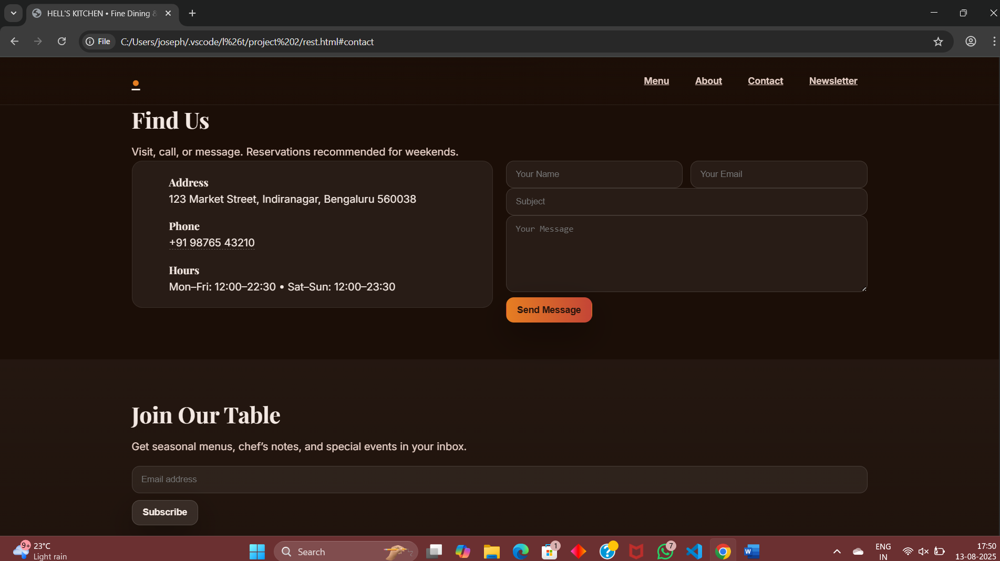 HELL'S KITCHEN • Fine Dining &
File
C:/Users/joseph/.vscode/l%26t/project%202/rest.html#contact
Menu
About
Contact
Newsletter
Find Us
Visit, call, or message. Reservations recommended for weekends.
Address
123 Market Street, Indiranagar, Bengaluru 560038
Phone
+91 98765 43210
Hours
Mon–Fri: 12:00–22:30 • Sat–Sun: 12:00–23:30
Your Name
Your Email
Subject
Your Message
Send Message
Join Our Table
Get seasonal menus, chef’s notes, and special events in your inbox.
Email address
Subscribe
9+
23°C
Light rain
Search
1
7
W
ENG
IN
17:50
13-08-2025